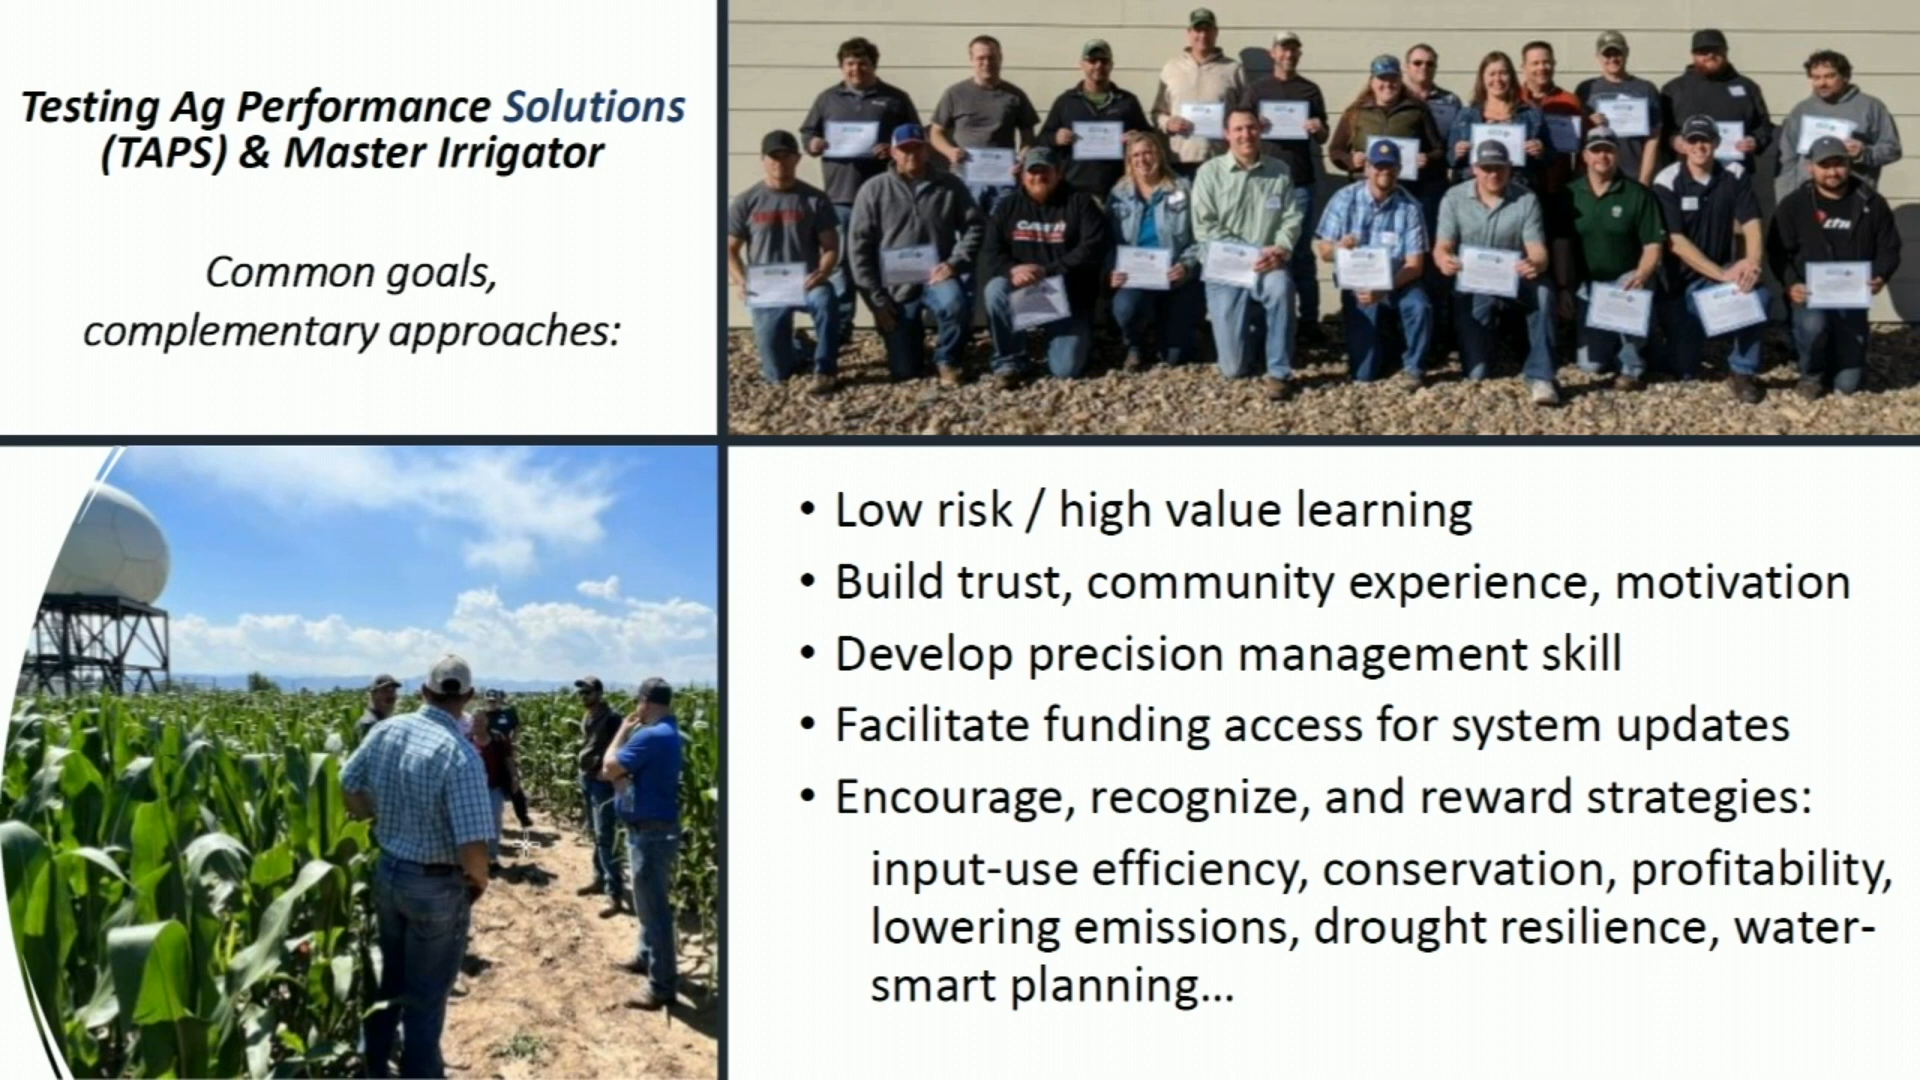 Testing Ag Performance Solutions
(TAPS) & Master Irrigator
Common goals,
complementary approaches:
• Low risk / high value learning
• Build trust, community experience, motivation
• Develop precision management skill
• Facilitate funding access for system updates
• Encourage, recognize, and reward strategies:
input-use efficiency, conservation, profitability,
lowering emissions, drought resilience, water-
smart planning...